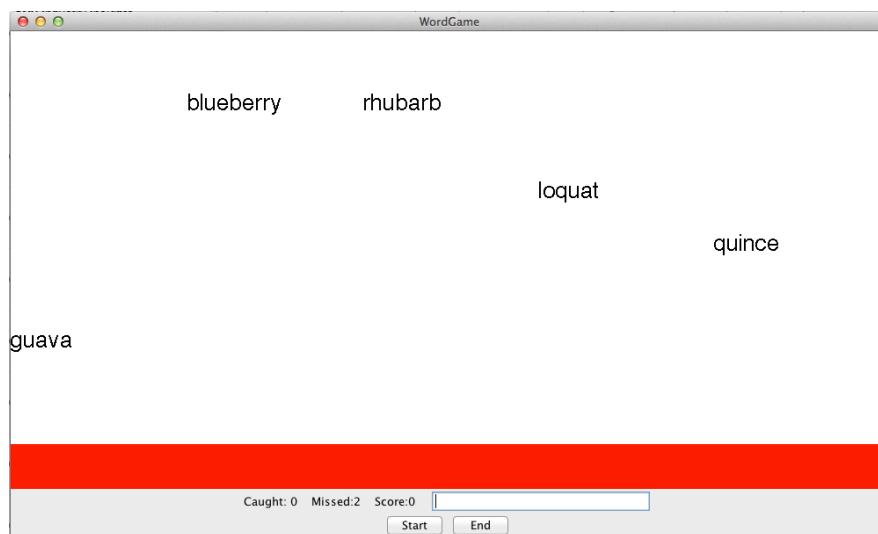 WordGame
blueberry rhubarb
loquat
quince
guava
Caught: 0 Missed:2 Score:0
Start End